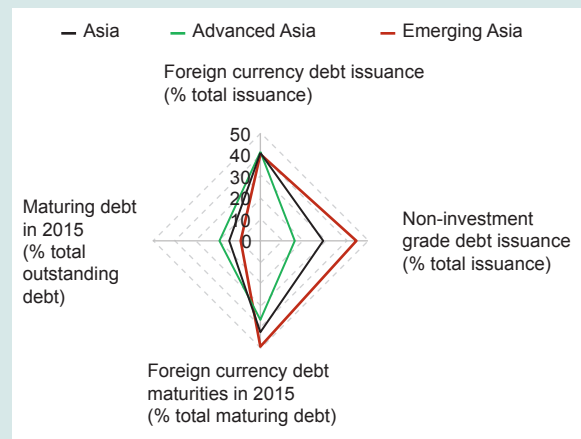 Asia Advanced Asia Emerging Asia
Foreign currency debt issuance
(% total issuance)
50
40
30
20
10
0
Maturing debt
in 2015
(% total
outstanding
debt)
Non-investment
grade debt issuance
(% total issuance)
Foreign currency debt
maturities in 2015
(% total maturing debt)